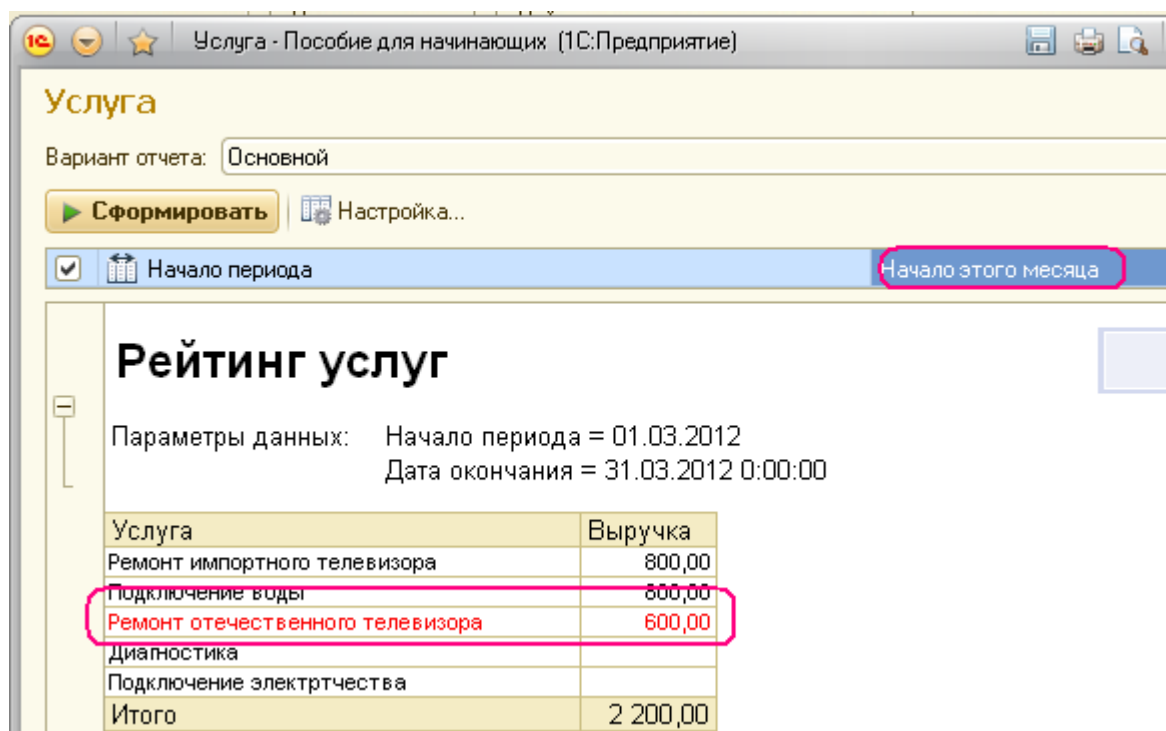 Услуга - Пособие для начинающих (1С:Предприятие)
Услуга
Вариант отчета: Основной
Сформировать Настройка...
Начало периода Начало этого месяца
Рейтинг услуг
Параметры данных: Начало периода = 01.03.2012
Дата окончания = 31.03.2012 0:00:00
Услуга Выручка
Ремонт импортного телевизора 800,00
Подключение воды 800,00
Ремонт отечественного телевизора 600,00
Диагностика
Подключение электртчества
Итого 2 200,00